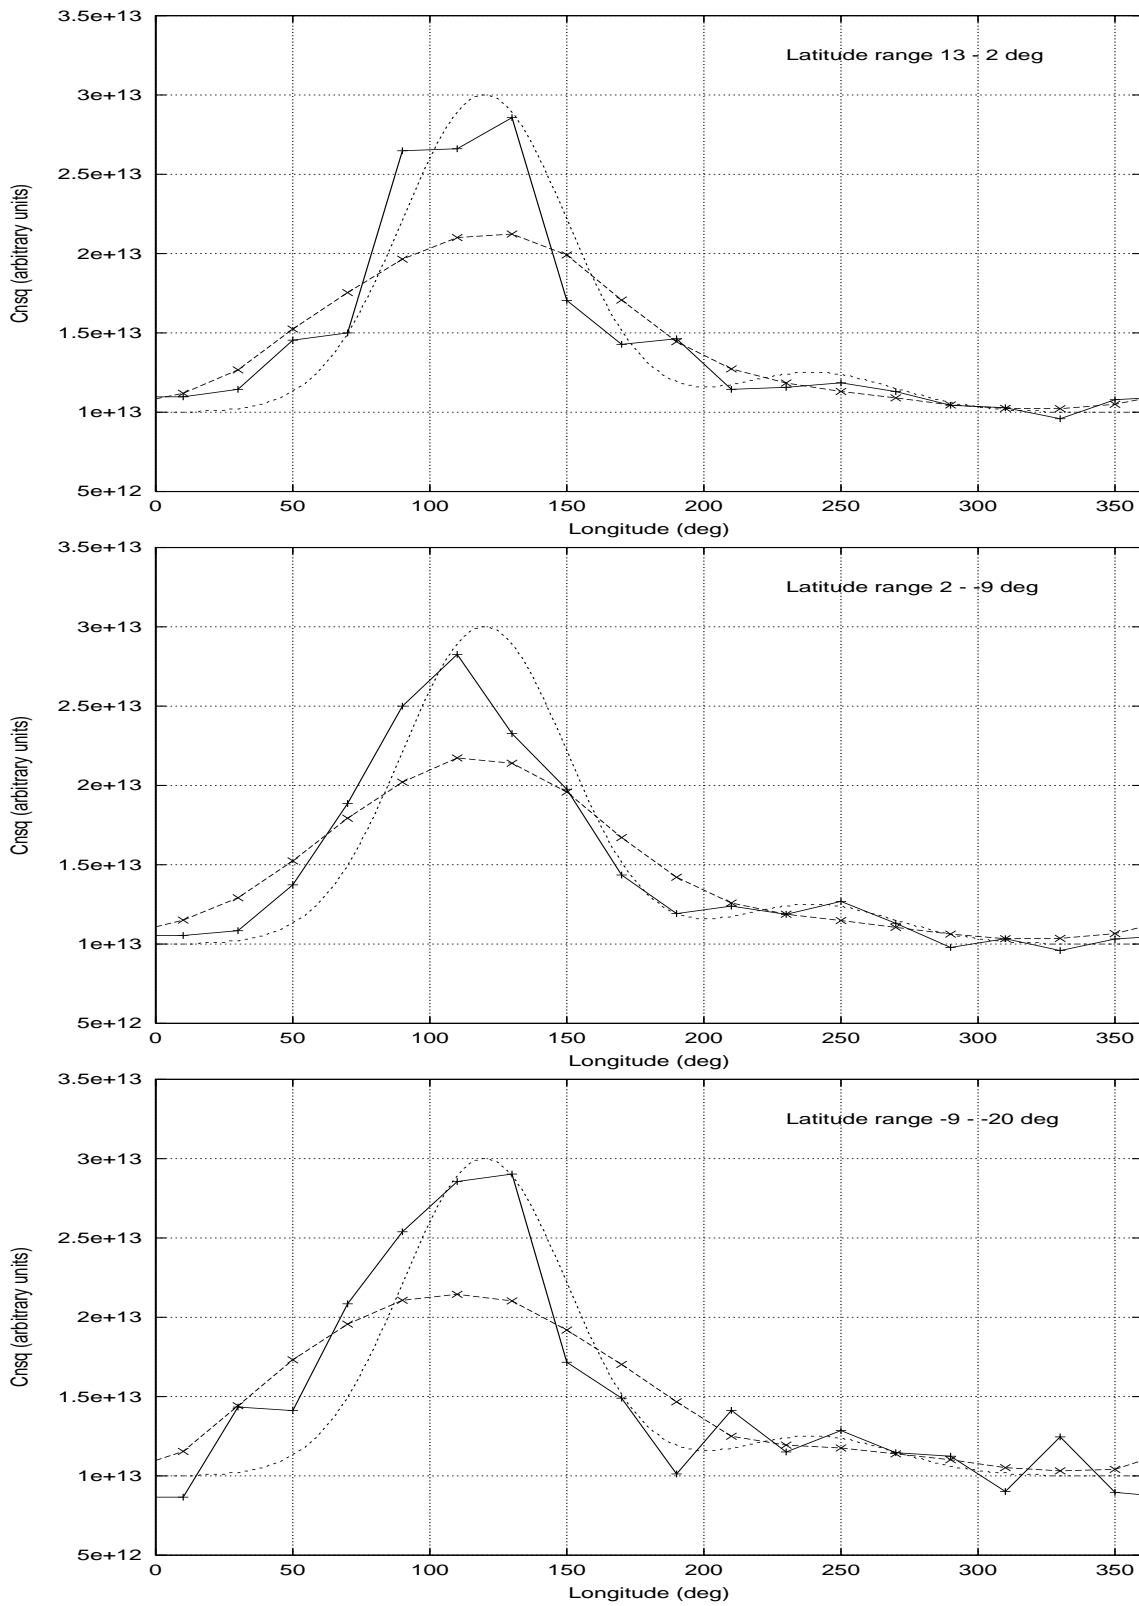 3.5e+13
Latitude range 13 - 2 deg
3e+13
2.5e+13
2e+13
1.5e+13
1e+13
5e+12
Cnsq (arbitrary units)
0 50 100 150 200 250 300 350
Longitude (deg)
3.5e+13
Latitude range 2 - -9 deg
3e+13
2.5e+13
2e+13
1.5e+13
1e+13
5e+12
Cnsq (arbitrary units)
0 50 100 150 200 250 300 350
Longitude (deg)
3.5e+13
Latitude range -9 - -20 deg
3e+13
2.5e+13
2e+13
1.5e+13
1e+13
5e+12
Cnsq (arbitrary units)
0 50 100 150 200 250 300 350
Longitude (deg)